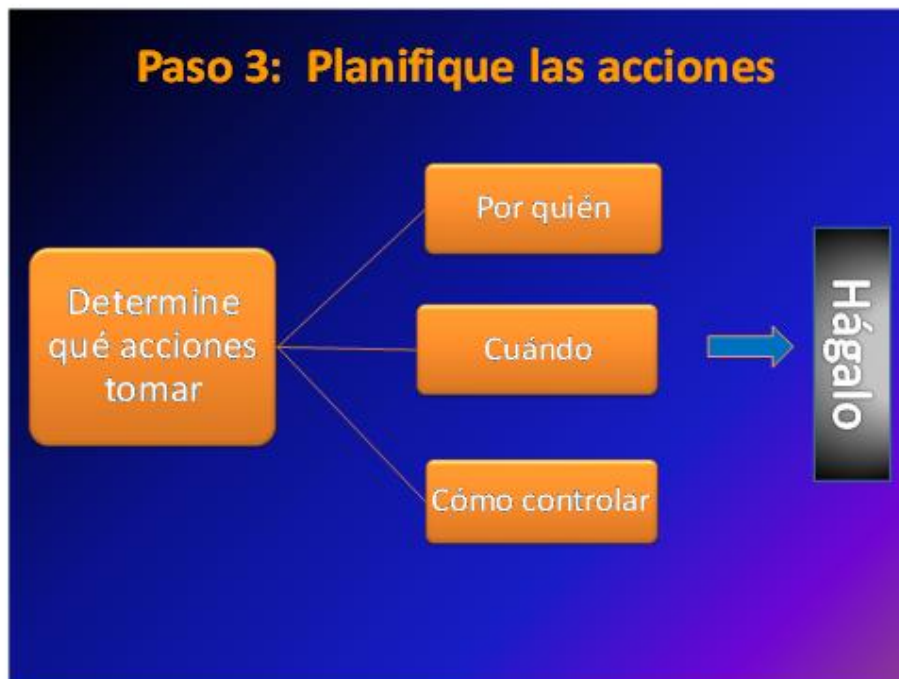 Paso 3: Planifique las acciones
Determine
qué acciones
tomar
Por quién
Cuándo
Cómo controlar
Hágalo